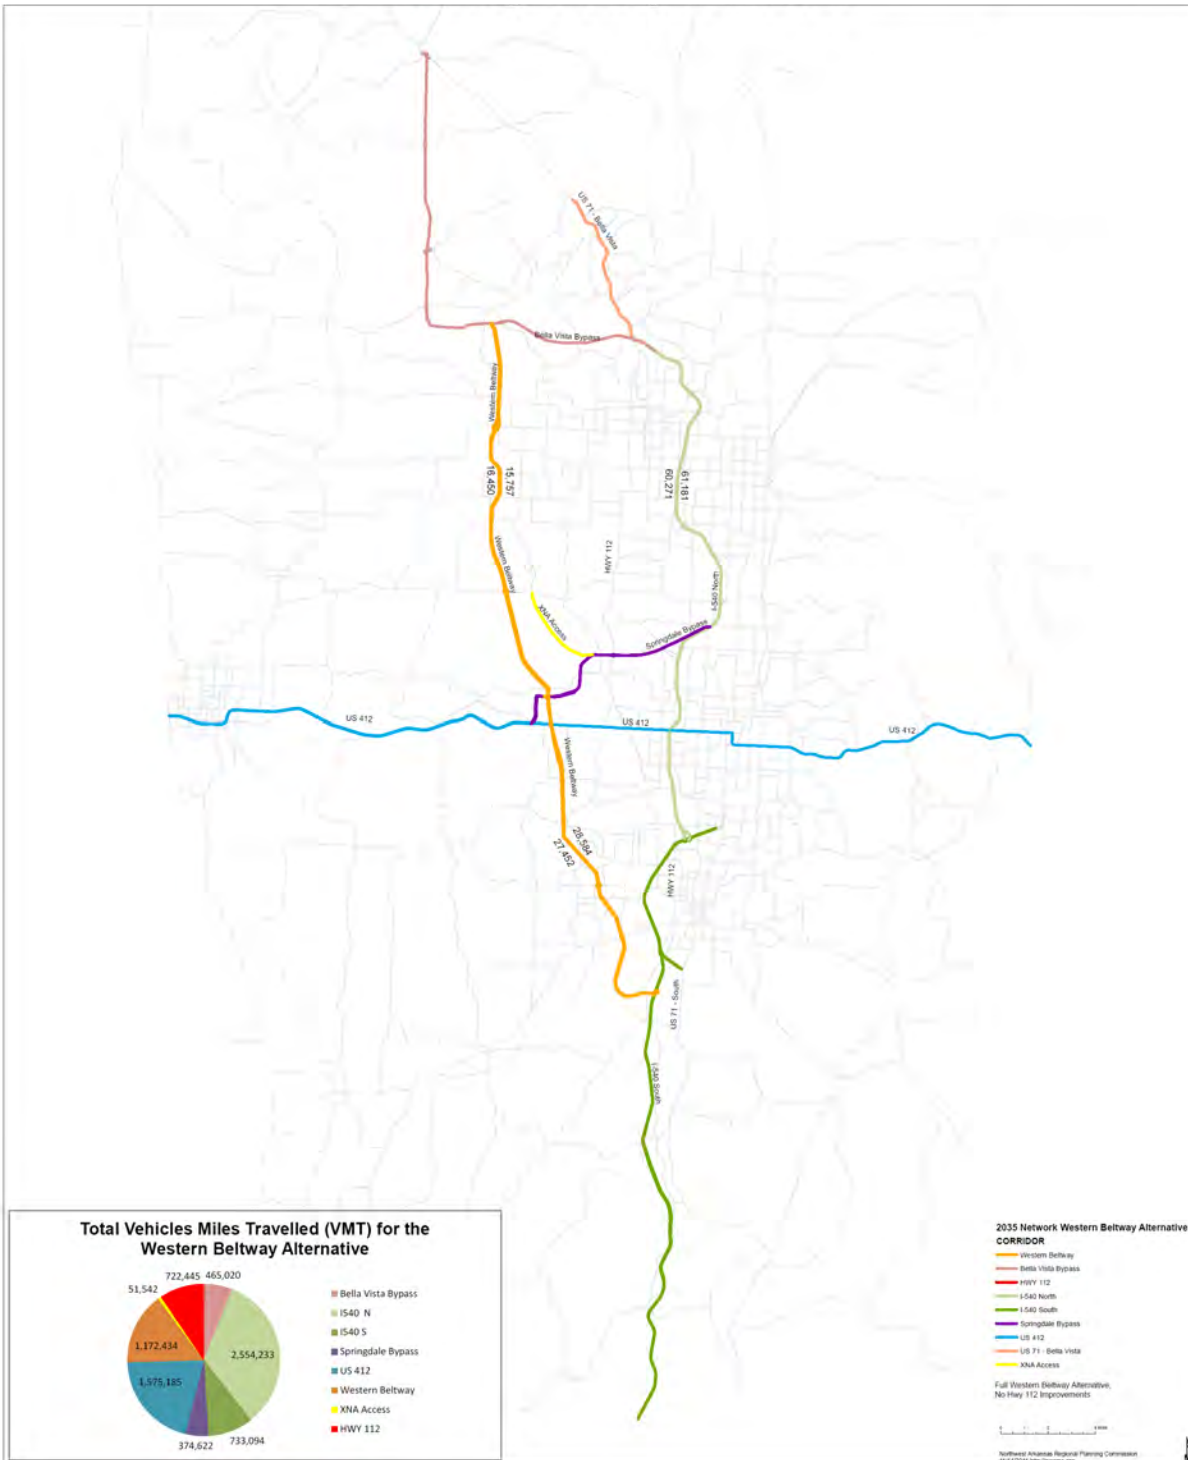 US 71 - Bella Vista
Bella Vista Bypass
Western Beltway
15,757
16,450
61,181
60,271
Western Beltway
HWY 112
I-540 North
XNA Access
Springdale Bypass
US 412
US 412
US 412
Western Beltway
28,584
27,452
HWY 112
US 71 - South
I-540 South
Total Vehicles Miles Travelled (VMT) for the
Western Beltway Alternative
722,445
465,020
51,542
1,172,434
2,554,233
1,575,185
374,622
733,094
Bella Vista Bypass
I540 N
I540 S
Springdale Bypass
US 412
Western Beltway
XNA Access
HWY 112
2035 Network Western Beltway Alternative
CORRIDOR
Western Beltway
Bella Vista Bypass
HWY 112
I-540 North
I-540 South
Springdale Bypass
US 412
US 71 - Bella Vista
XNA Access
Full Western Beltway Alternative,
No Hwy 112 Improvements
Northwest Arkansas Regional Planning Commission